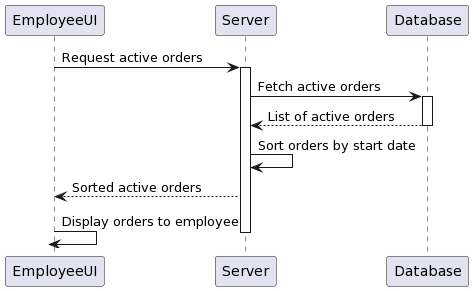 EmployeeUI Server Database
Request active orders
Fetch active orders
List of active orders
Sort orders by start date
Sorted active orders
Display orders to employee
EmployeeUI Server Database